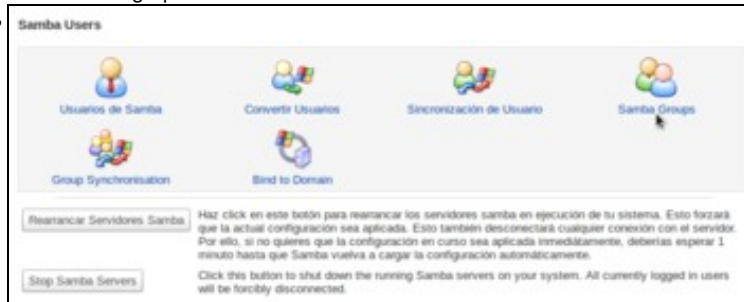 Samba Users
Usuarios de Samba
Convertir Usuarios
Sincronización de Usuario
Samba Groups
Group Synchronisation
Bind to Domain
Rearrancar Servidores Samba
Haz click en este botón para rearrancar los servidores samba en ejecución de tu sistema. Esto forzará
que la actual configuración sea aplicada. Esto también desconectará cualquier conexión con el servidor.
Por ello, si no quieres que la configuración en curso sea aplicada inmediátamente, deberías esperar 1
minuto hasta que Samba vuelva a cargar la configuración automáticamente.
Stop Samba Servers
Click this button to shut down the running Samba servers on your system. All currently logged in users
will be forcibly disconnected.